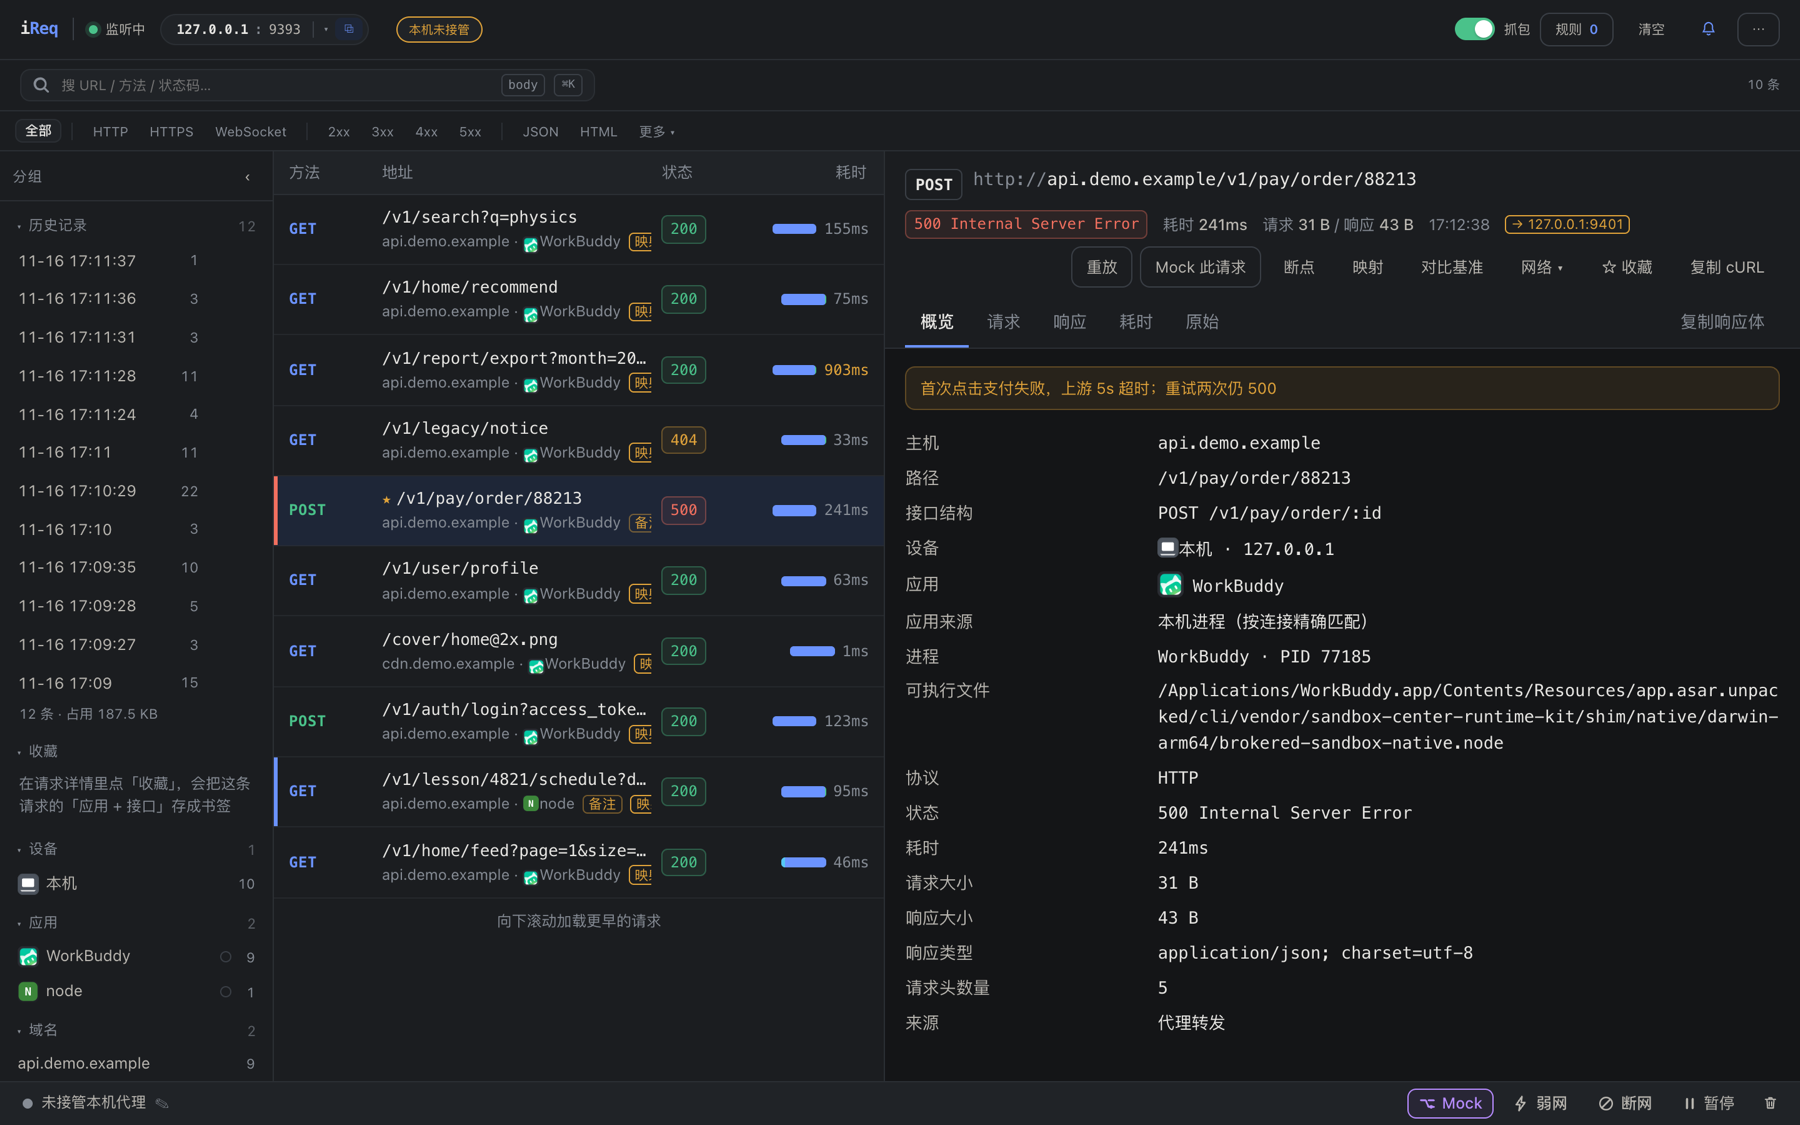 iReq
监听中
127.0.0.1 : 9393
本机未接管
抓包
规则 0
清空
搜 URL / 方法 / 状态码...
body
⌘K
10 条
全部
HTTP
HTTPS
WebSocket
2xx
3xx
4xx
5xx
JSON
HTML
更多
分组
历史记录 12
11-16 17:11:37 1
11-16 17:11:36 3
11-16 17:11:31 3
11-16 17:11:28 11
11-16 17:11:24 4
11-16 17:11 11
11-16 17:10:29 22
11-16 17:10 3
11-16 17:09:35 10
11-16 17:09:28 5
11-16 17:09:27 3
11-16 17:09 15
12 条 · 占用 187.5 KB
收藏
在请求详情里点「收藏」，会把这条
请求的「应用 + 接口」存成书签
设备 1
本机 10
应用 2
WorkBuddy 9
N node 1
域名 2
api.demo.example 9
方法 地址 状态 耗时
GET /v1/search?q=physics 200 155ms
api.demo.example · WorkBuddy
GET /v1/home/recommend 200 75ms
api.demo.example · WorkBuddy
GET /v1/report/export?month=20… 200 903ms
api.demo.example · WorkBuddy
GET /v1/legacy/notice 404 33ms
api.demo.example · WorkBuddy
POST ★ /v1/pay/order/88213 500 241ms
api.demo.example · WorkBuddy 备
GET /v1/user/profile 200 63ms
api.demo.example · WorkBuddy
GET /cover/home@2x.png 200 1ms
cdn.demo.example · WorkBuddy 映
POST /v1/auth/login?access_toke… 200 123ms
api.demo.example · WorkBuddy
GET /v1/lesson/4821/schedule?d… 200 95ms
api.demo.example · N node 备注 映
GET /v1/home/feed?page=1&size=… 200 46ms
api.demo.example · WorkBuddy
向下滚动加载更早的请求
POST http://api.demo.example/v1/pay/order/88213
500 Internal Server Error 耗时 241ms 请求 31 B / 响应 43 B 17:12:38 → 127.0.0.1:9401
重放 Mock 此请求 断点 映射 对比基准 网络 ☆ 收藏 复制 cURL
概览 请求 响应 耗时 原始 复制响应体
首次点击支付失败，上游 5s 超时；重试两次仍 500
主机 api.demo.example
路径 /v1/pay/order/88213
接口结构 POST /v1/pay/order/:id
设备 本机 · 127.0.0.1
应用 WorkBuddy
应用来源 本机进程（按连接精确匹配）
进程 WorkBuddy · PID 77185
可执行文件 /Applications/WorkBuddy.app/Contents/Resources/app.asar.unpac
ked/cli/vendor/sandbox-center-runtime-kit/shim/native/darwin-
arm64/brokered-sandbox-native.node
协议 HTTP
状态 500 Internal Server Error
耗时 241ms
请求大小 31 B
响应大小 43 B
响应类型 application/json; charset=utf-8
请求头数量 5
来源 代理转发
未接管本机代理
Mock
弱网
断网
暂停